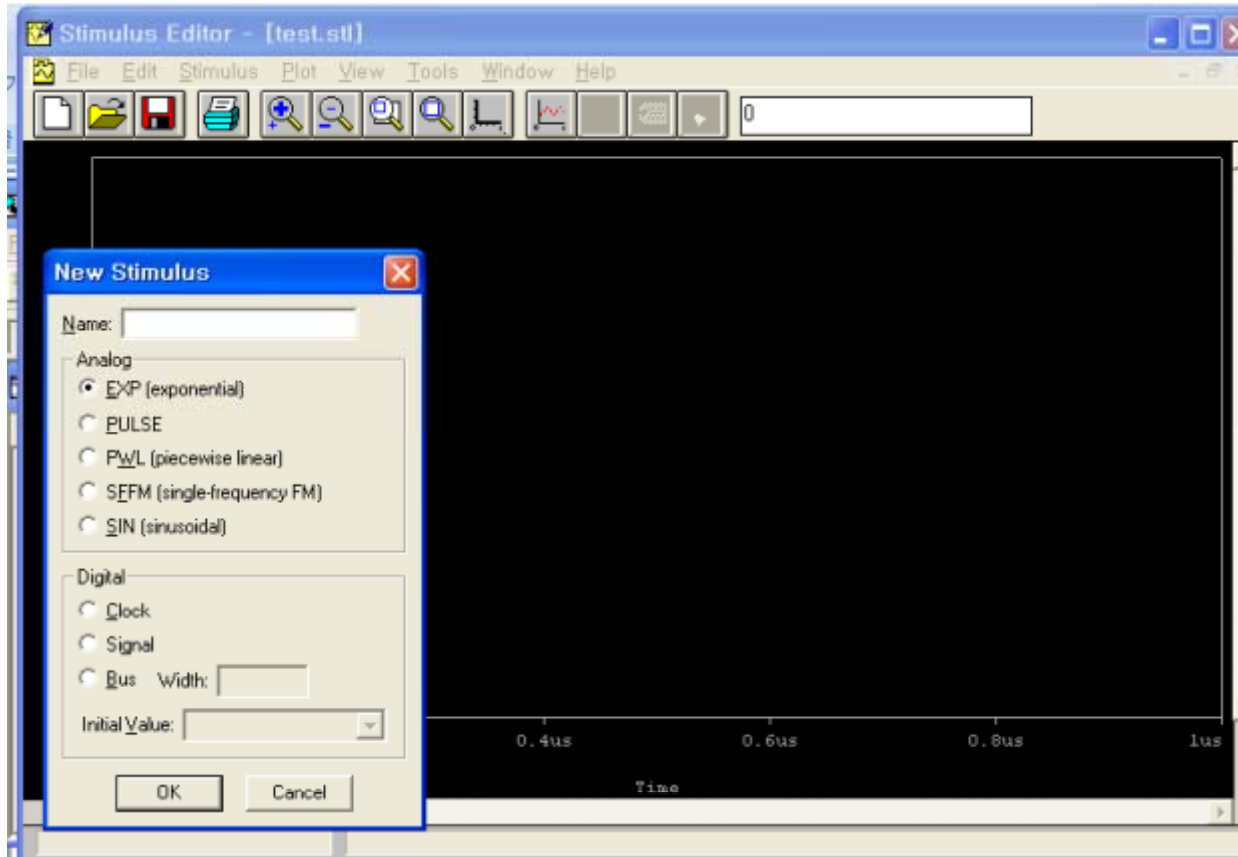 Stimulus Editor - [test.stl]
File Edit Stimulus Plot View Tools Window Help
0
New Stimulus
Name:
Analog
EXP (exponential)
PULSE
PWL (piecewise linear)
SFFM (single-frequency FM)
SIN (sinusoidal)
Digital
Clock
Signal
Bus Width:
Initial Value:
OK Cancel
0.4us 0.6us 0.8us 1us
Time